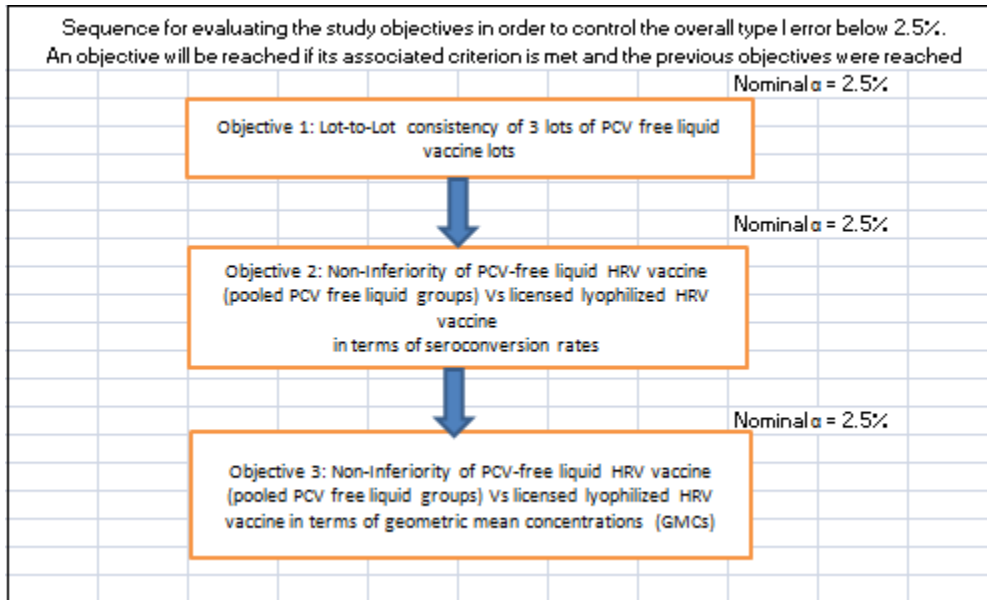 Sequence for evaluating the study objectives in order to control the overall type I error below 2.5%.
An objective will be reached if its associated criterion is met and the previous objectives were reached
Nominal α = 2.5%
Objective 1: Lot-to-Lot consistency of 3 lots of PCV free liquid
vaccine lots
Nominal α = 2.5%
Objective 2: Non-Inferiority of PCV-free liquid HRV vaccine
(pooled PCV free liquid groups) Vs licensed lyophilized HRV
vaccine
in terms of seroconversion rates
Nominal α = 2.5%
Objective 3: Non-Inferiority of PCV-free liquid HRV vaccine
(pooled PCV free liquid groups) Vs licensed lyophilized HRV
vaccine in terms of geometric mean concentrations (GMCs)